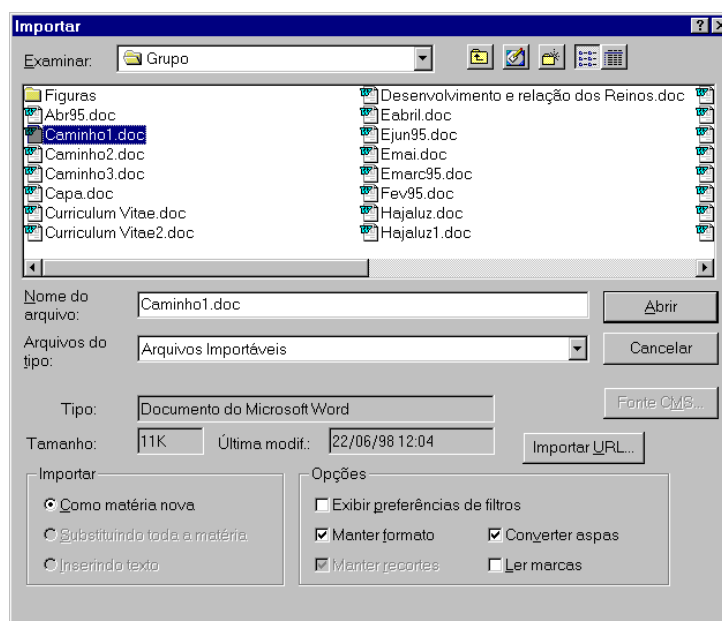 Importar
Examinar: Grupo
Figuras
Abr95.doc
Caminho1.doc
Caminho2.doc
Caminho3.doc
Capa.doc
Curriculum Vitae.doc
Curriculum Vitae2.doc
Desenvolvimento e relação dos Reinos.doc
Eabril.doc
Ejun95.doc
Emai.doc
Emarc95.doc
Fev95.doc
Hajaluz.doc
Hajaluz1.doc
Nome do
arquivo: Caminho1.doc Abrir
Arquivos do
tipo: Arquivos Importáveis Cancelar
Tipo: Documento do Microsoft Word Fonte CMS...
Tamanho: 11K Última modif.: 22/06/98 12:04 Importar URL...
Importar Opções
Como matéria nova Exibir preferências de filtros
Substituindo toda a matéria Manter formato Converter aspas
Inserindo texto Manter recortes Ler marcas